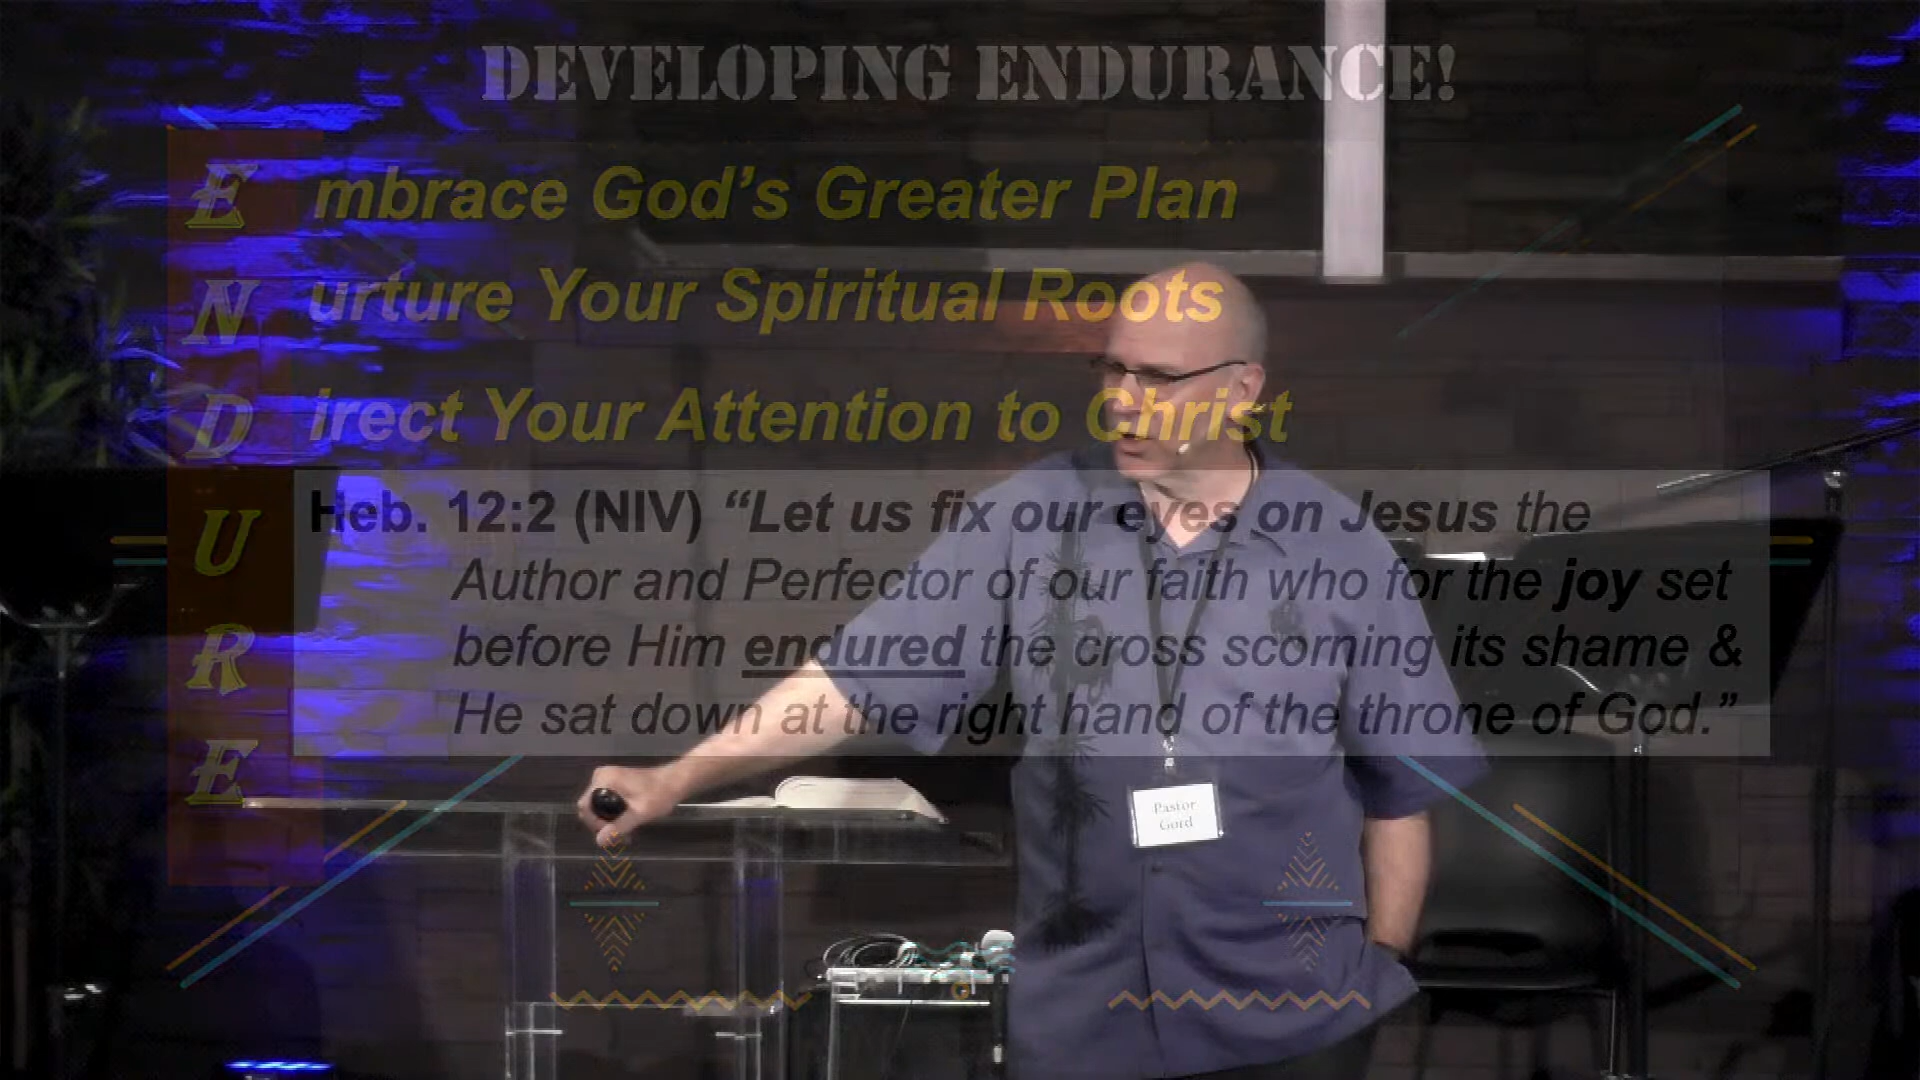 DEVELOPING ENDURANCE!
Embrace God's Greater Plan
Nurture Your Spiritual Roots
Direct Your Attention to Christ
U
Heb. 12:2 (NIV) “Let us fix our eyes on Jesus the
Author and Perfector of our faith who for the joy set
before Him endured the cross scorning its shame &
He sat down at the right hand of the throne of God.”
R
E
Pastor
Gord